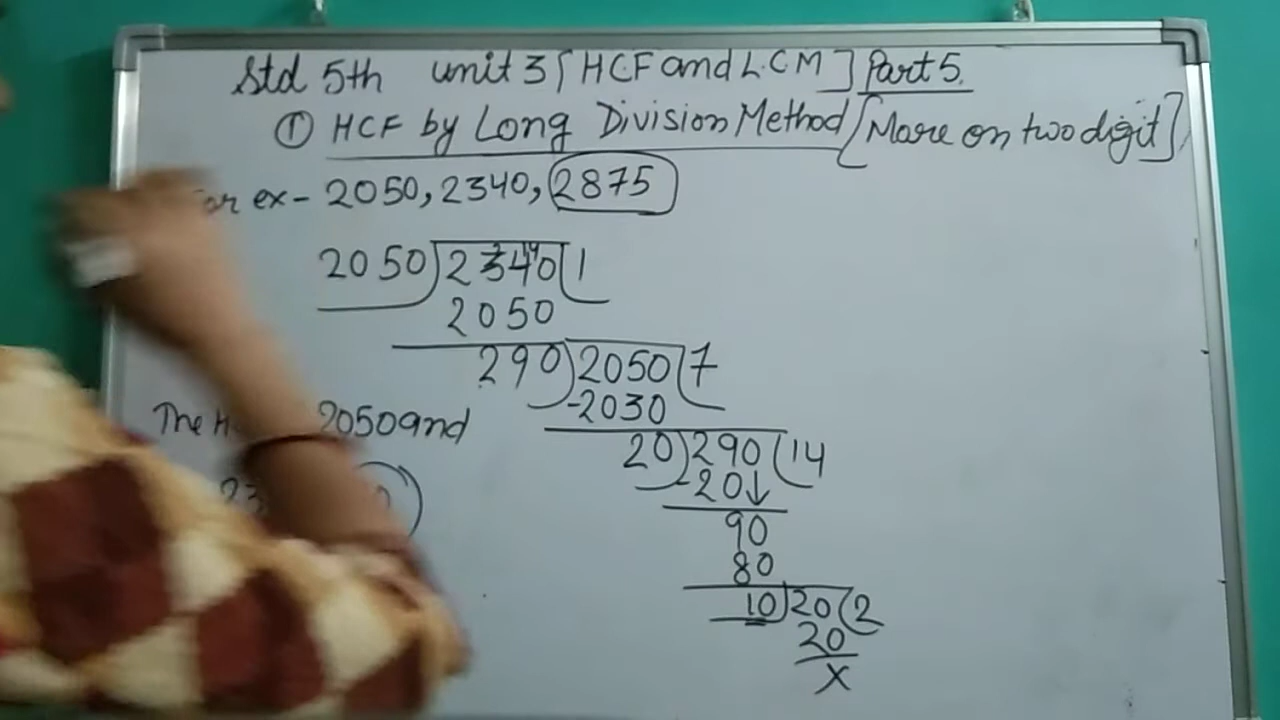 Std 5th unit 3 [HCF and L.C M] Part 5.
① HCF by Long Division Method [More on two digit]
For ex - 2050, 2340, 2875
2050)2340(1
2050
290)2050(7
-2030
The H 2050 and
20)290(14
-20↓
90
80
10)20(2
20
x